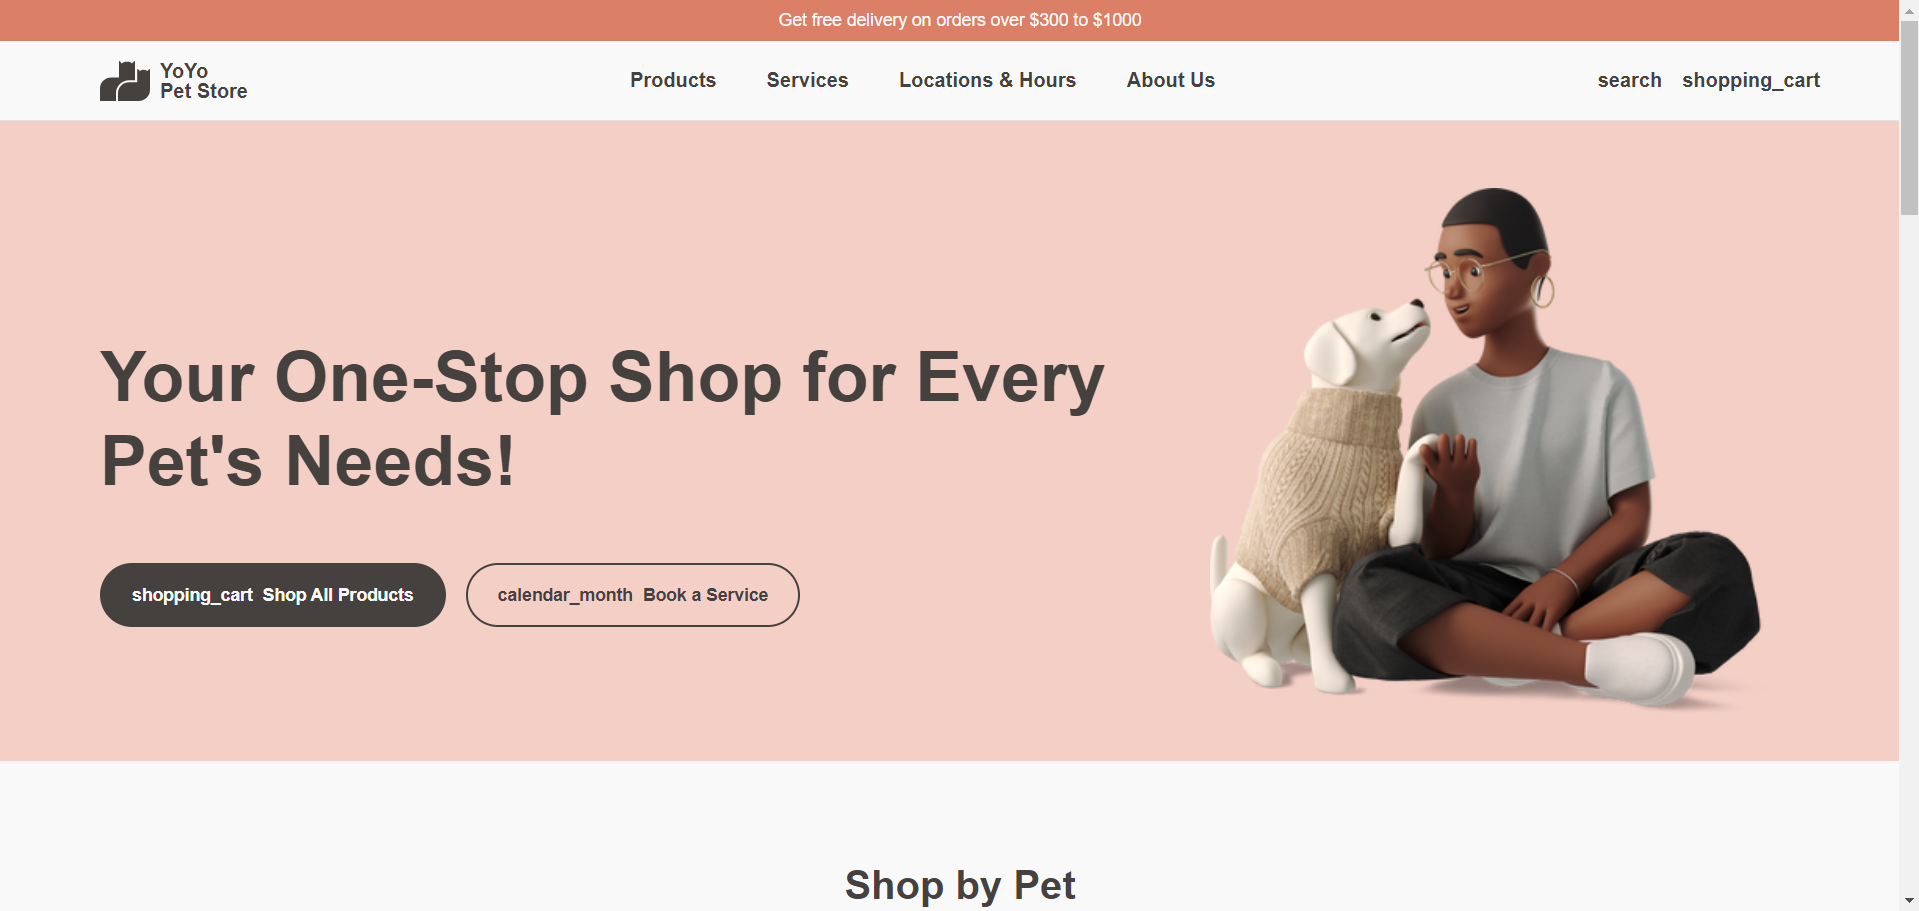 Get free delivery on orders over $300 to $1000
YoYo
Pet Store
Products
Services
Locations & Hours
About Us
search
shopping_cart
Your One-Stop Shop for Every
Pet's Needs!
shopping_cart Shop All Products
calendar_month Book a Service
Shop by Pet